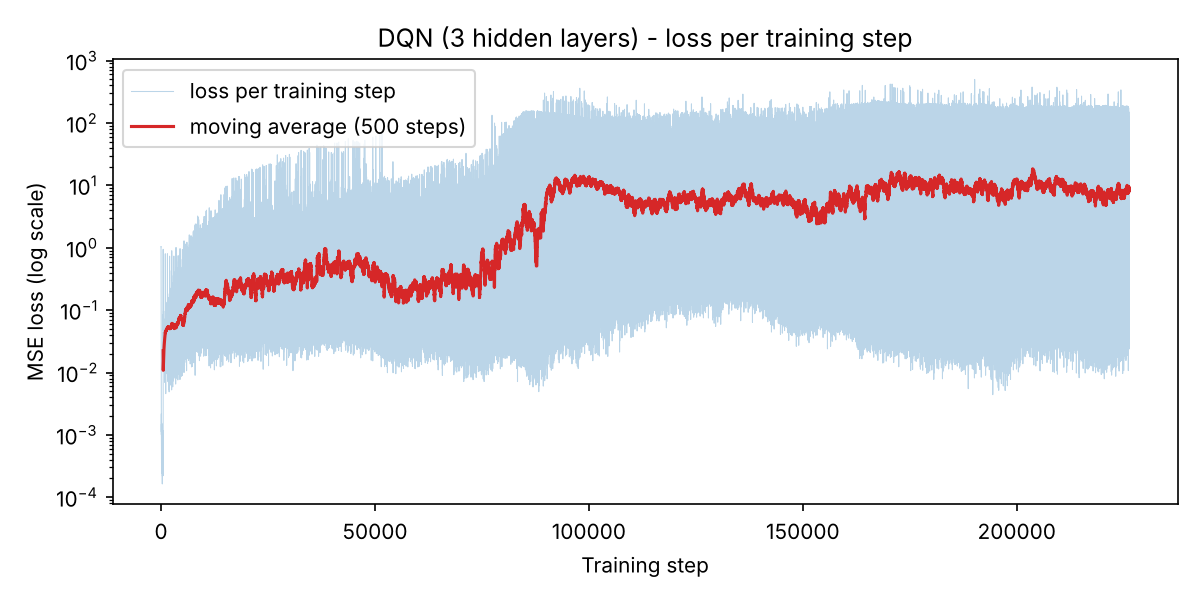 DQN (3 hidden layers) - loss per training step
loss per training step
moving average (500 steps)
MSE loss (log scale)
10³
10²
10¹
10⁰
10⁻¹
10⁻²
10⁻³
10⁻⁴
0
50000
100000
150000
200000
Training step